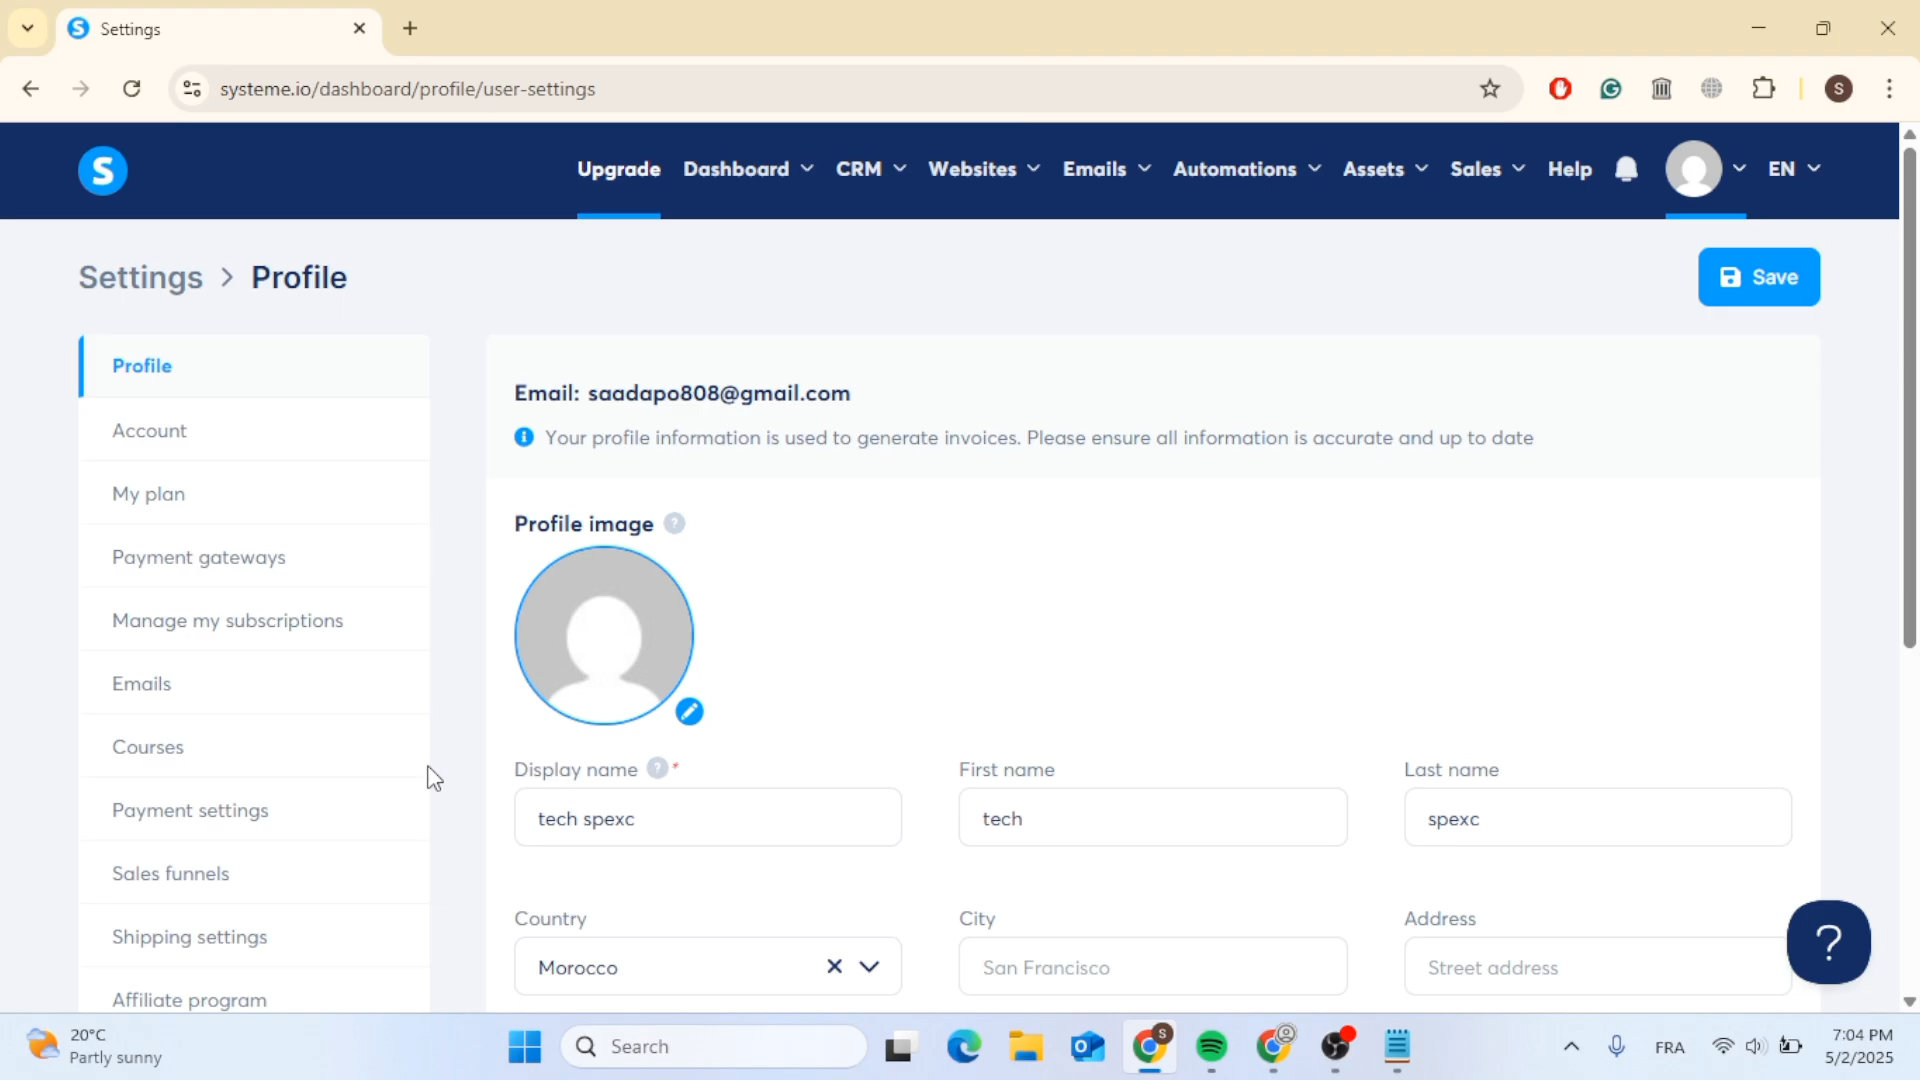 Settings
systeme.io/dashboard/profile/user-settings
S
S
Upgrade Dashboard CRM Websites Emails Automations Assets Sales Help EN
Settings > Profile
Save
Profile
Account
My plan
Payment gateways
Manage my subscriptions
Emails
Courses
Payment settings
Sales funnels
Shipping settings
Affiliate program
Email: saadapo808@gmail.com
Your profile information is used to generate invoices. Please ensure all information is accurate and up to date
Profile image ?
Display name ? *
First name
Last name
tech spexc
tech
spexc
Country
City
Address
Morocco
San Francisco
Street address
?
20°C
Partly sunny
Search
S
FRA
7:04 PM
5/2/2025